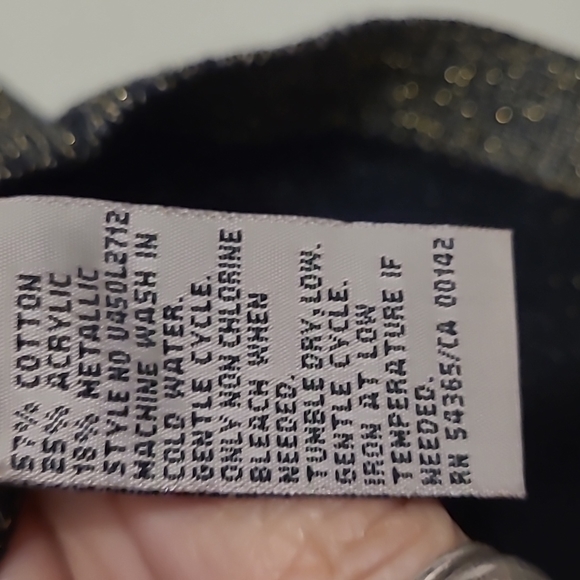 57% COTTON
25% ACRYLIC
18% METALLIC
STYLE NO U450L2712
MACHINE WASH IN
COLD WATER.
GENTLE CYCLE.
ONLY NON CHLORINE
BLEACH WHEN
NEEDED.
TUMBLE DRY, LOW.
GENTLE CYCLE.
IRON AT LOW
TEMPERATURE IF
NEEDED.
RN 54365/CA 00142